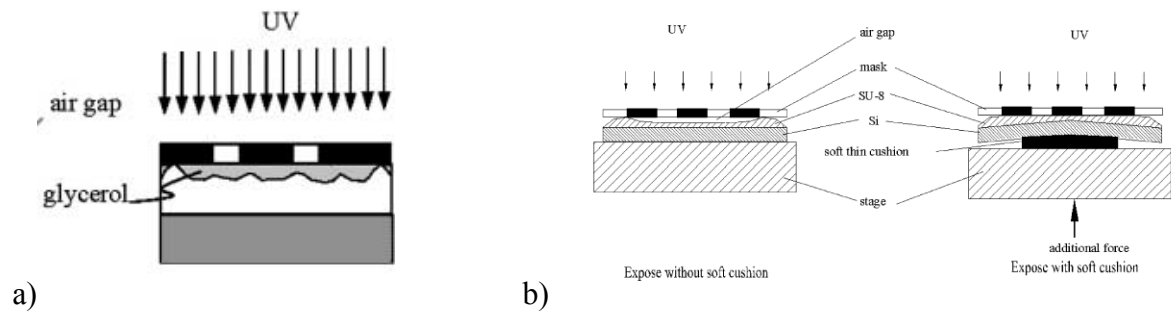 UV
air gap
glycerol
a)
UV
air gap
UV
mask
SU-8
Si
soft thin cushion
stage
additional force
Expose without soft cushion
Expose with soft cushion
b)